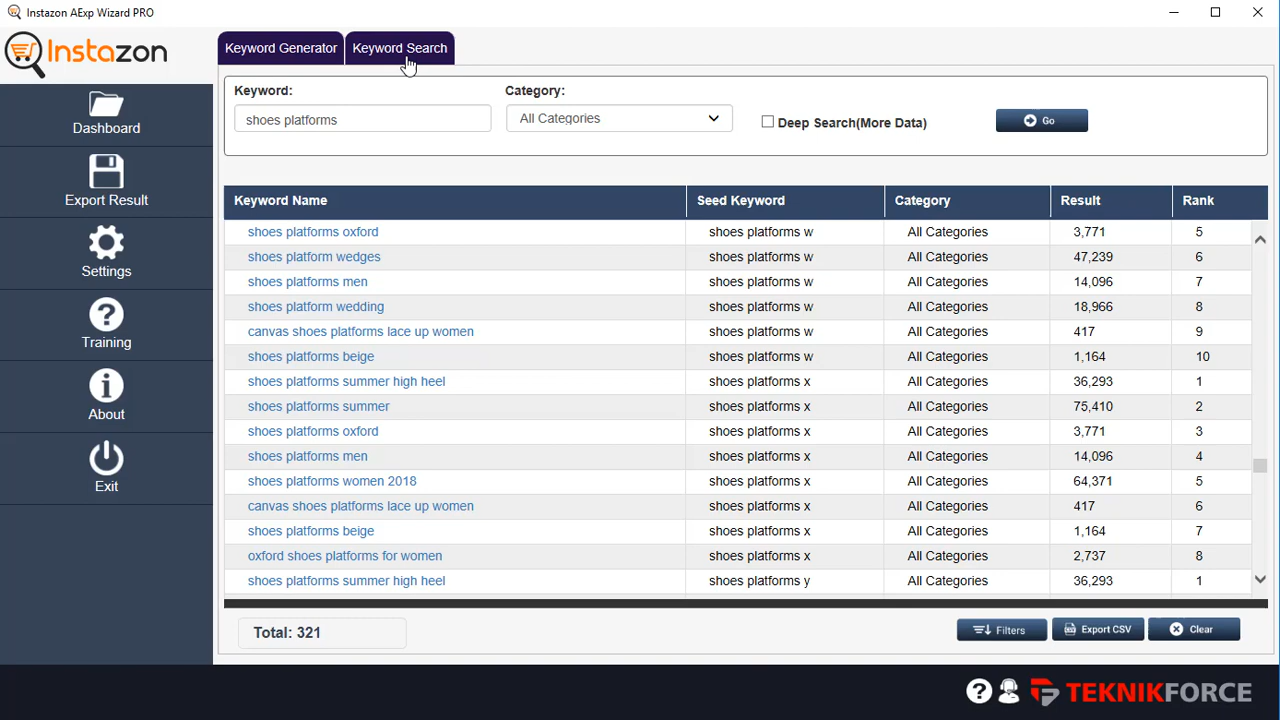 Instazon AExp Wizard PRO
Instazon
Dashboard
Export Result
Settings
Training
About
Exit
Keyword Generator Keyword Search
Keyword: Category:
shoes platforms All Categories Deep Search(More Data) Go
Keyword Name Seed Keyword Category Result Rank
shoes platforms oxford shoes platforms w All Categories 3,771 5
shoes platform wedges shoes platforms w All Categories 47,239 6
shoes platforms men shoes platforms w All Categories 14,096 7
shoes platform wedding shoes platforms w All Categories 18,966 8
canvas shoes platforms lace up women shoes platforms w All Categories 417 9
shoes platforms beige shoes platforms w All Categories 1,164 10
shoes platforms summer high heel shoes platforms x All Categories 36,293 1
shoes platforms summer shoes platforms x All Categories 75,410 2
shoes platforms oxford shoes platforms x All Categories 3,771 3
shoes platforms men shoes platforms x All Categories 14,096 4
shoes platforms women 2018 shoes platforms x All Categories 64,371 5
canvas shoes platforms lace up women shoes platforms x All Categories 417 6
shoes platforms beige shoes platforms x All Categories 1,164 7
oxford shoes platforms for women shoes platforms x All Categories 2,737 8
shoes platforms summer high heel shoes platforms y All Categories 36,293 1
Total: 321 Filters Export CSV Clear
TEKNIKFORCE